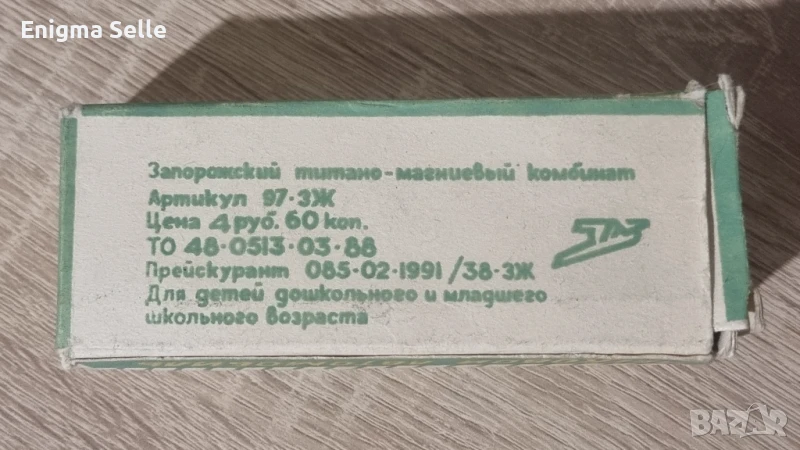 Enigma Selle
Запорожский титано-магниевый комбинат
Артикул 97-3Ж
Цена 4 руб. 60 коп.
ТО 48-0513-03-88
Прейскурант 085-02-1991/38-3Ж
Для детей дошкольного и младшего
школьного возраста
BAZAR